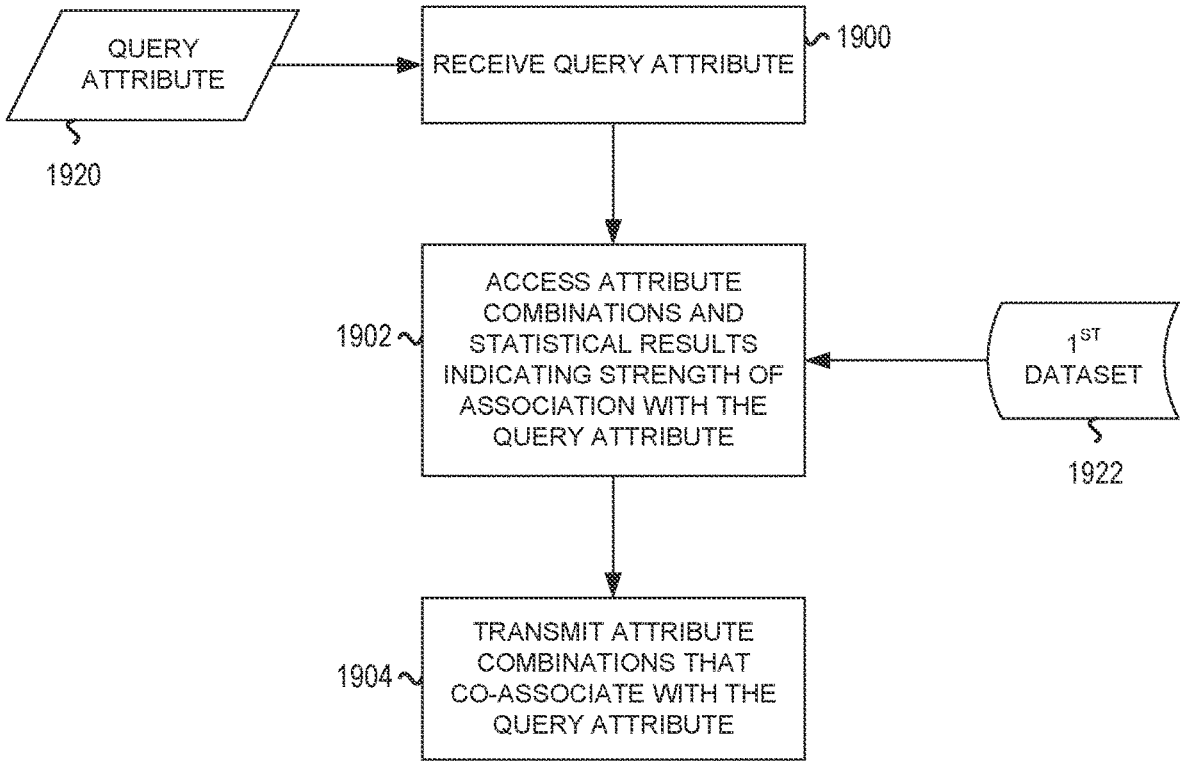 QUERY
ATTRIBUTE
1920
RECEIVE QUERY ATTRIBUTE
1900
ACCESS ATTRIBUTE
COMBINATIONS AND
STATISTICAL RESULTS
INDICATING STRENGTH OF
ASSOCIATION WITH THE
QUERY ATTRIBUTE
1902
1ST
DATASET
1922
TRANSMIT ATTRIBUTE
COMBINATIONS THAT
CO-ASSOCIATE WITH THE
QUERY ATTRIBUTE
1904